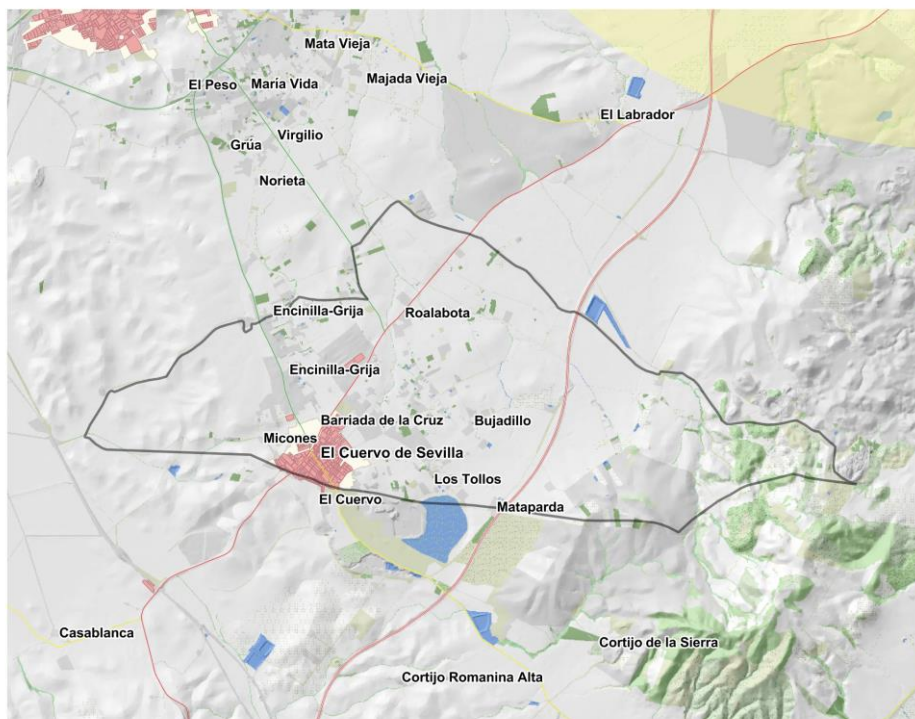 Mata Vieja
Majada Vieja
El Peso
María Vida
El Labrador
Virgilio
Grúa
Norieta
Encinilla-Grija
Roalabota
Encinilla-Grija
Barriada de la Cruz
Bujadillo
Micones
El Cuervo de Sevilla
Los Tollos
El Cuervo
Mataparda
Casablanca
Cortijo de la Sierra
Cortijo Romanina Alta